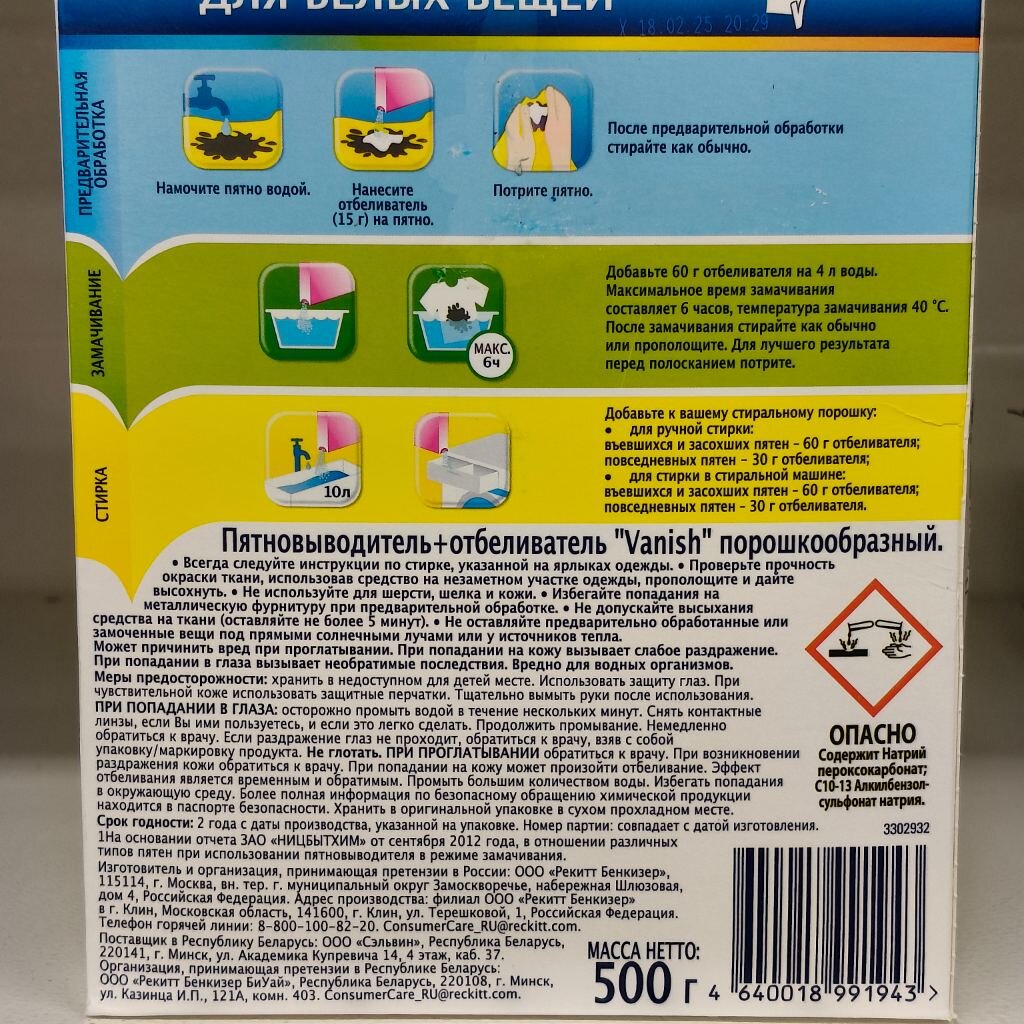 ДЛЯ БЕЛЫХ ВЕЩЕЙ
X 18.02.25 20:29
ПРЕДВАРИТЕЛЬНАЯ
ОБРАБОТКА
Намочите пятно водой.
Нанесите
отбеливатель
(15 г) на пятно.
Потрите пятно.
После предварительной обработки
стирайте как обычно.
ЗАМАЧИВАНИЕ
МАКС.
6ч
Добавьте 60 г отбеливателя на 4 л воды.
Максимальное время замачивания
составляет 6 часов, температура замачивания 40 °С.
После замачивания стирайте как обычно
или прополощите. Для лучшего результата
перед полосканием потрите.
СТИРКА
10л
Добавьте к вашему стиральному порошку:
• для ручной стирки:
въевшихся и засохших пятен – 60 г отбеливателя;
повседневных пятен – 30 г отбеливателя;
• для стирки в стиральной машине:
въевшихся и засохших пятен – 60 г отбеливателя;
повседневных пятен – 30 г отбеливателя.
Пятновыводитель+отбеливатель "Vanish" порошкообразный.
• Всегда следуйте инструкции по стирке, указанной на ярлыках одежды. • Проверьте прочность
окраски ткани, использовав средство на незаметном участке одежды, прополощите и дайте
высохнуть. • Не используйте для шерсти, шелка и кожи. • Избегайте попадания на
металлическую фурнитуру при предварительной обработке. • Не допускайте высыхания
средства на ткани (оставляйте не более 5 минут). • Не оставляйте предварительно обработанные или
замоченные вещи под прямыми солнечными лучами или у источников тепла.
Может причинить вред при проглатывании. При попадании на кожу вызывает слабое раздражение.
При попадании в глаза вызывает необратимые последствия. Вредно для водных организмов.
Меры предосторожности: хранить в недоступном для детей месте. Использовать защиту глаз. При
чувствительной коже использовать защитные перчатки. Тщательно вымыть руки после использования.
ПРИ ПОПАДАНИИ В ГЛАЗА: осторожно промыть водой в течение нескольких минут. Снять контактные
линзы, если Вы ими пользуетесь, и если это легко сделать. Продолжить промывание. Немедленно
обратиться к врачу. Если раздражение глаз не проходит, обратиться к врачу, взяв с собой
упаковку/маркировку продукта. Не глотать. ПРИ ПРОГЛАТЫВАНИИ обратиться к врачу. При возникновении
раздражения кожи обратиться к врачу. При попадании на кожу может произойти отбеливание. Эффект
отбеливания является временным и обратимым. Промыть большим количеством воды. Избегать попадания
в окружающую среду. Более полная информация по безопасному обращению химической продукции
находится в паспорте безопасности. Хранить в оригинальной упаковке в сухом прохладном месте.
Срок годности: 2 года с даты производства, указанной на упаковке. Номер партии: совпадает с датой изготовления.
1На основании отчета ЗАО «НИЦБЫТХИМ» от сентября 2012 года, в отношении различных
типов пятен при использовании пятновыводителя в режиме замачивания.
Изготовитель и организация, принимающая претензии в России: ООО «Рекитт Бенкизер»,
115114, г. Москва, вн. тер. г. муниципальный округ Замоскворечье, набережная Шлюзовая,
дом 4, Российская Федерация. Адрес производства: филиал ООО «Рекитт Бенкизер»
в г. Клин, Московская область, 141600, г. Клин, ул. Терешковой, 1, Российская Федерация.
Телефон горячей линии: 8-800-100-82-20. ConsumerCare_RU@reckitt.com.
Поставщик в Республику Беларусь: ООО «Сэльвин», Республика Беларусь,
220141, г. Минск, ул. Академика Купревича 14, 4 этаж, каб. 37.
Организация, принимающая претензии в Республике Беларусь:
ООО «Рекитт Бенкизер БиУай», Республика Беларусь, 220108, г. Минск,
ул. Казинца И.П., 121А, комн. 403. ConsumerCare_RU@reckitt.com
ОПАСНО
Содержит Натрий
пероксокарбонат;
С10-13 Алкилбензол-
сульфонат натрия.
3302932
МАССА НЕТТО:
500 г
4 640018 991943 >